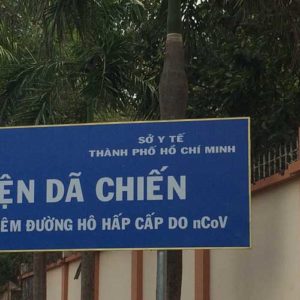 SỞ Y TẾ
THÀNH PHỐ HỒ CHÍ MINH
ỆN DÃ CHIẾN
ÊM ĐƯỜNG HÔ HẤP CẤP DO nCoV